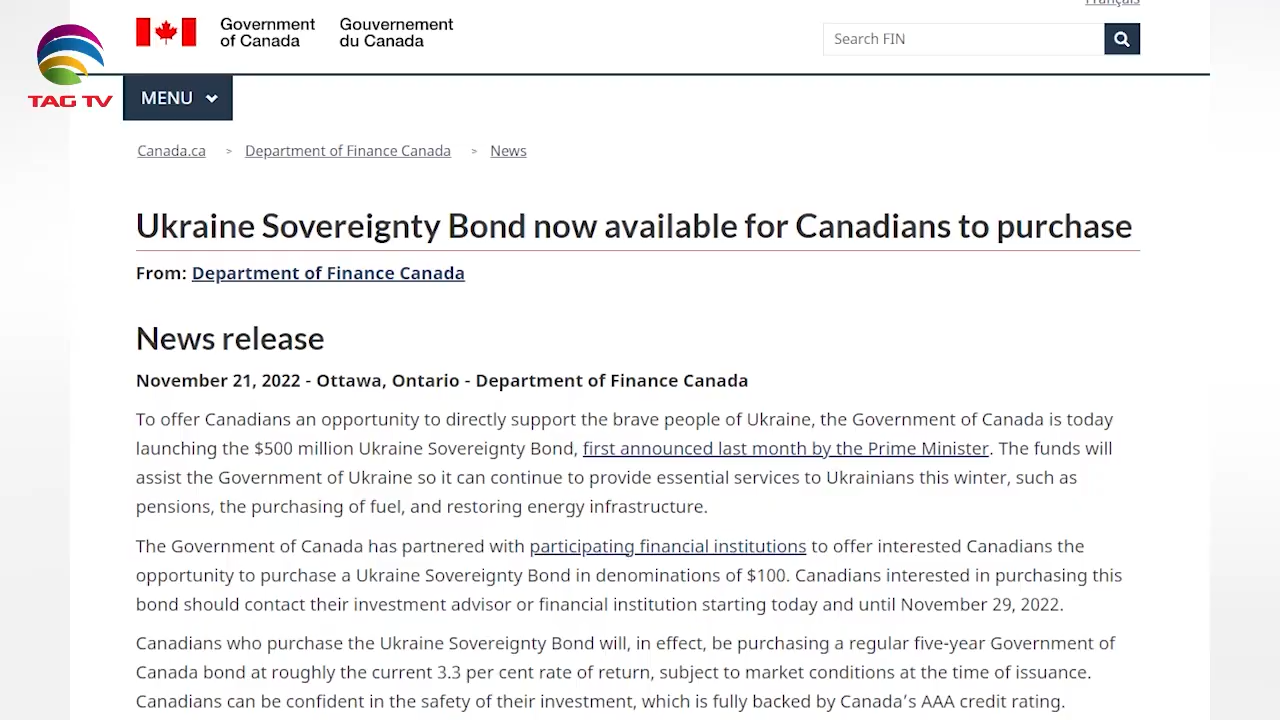 Français
Government
of Canada
Gouvernement
du Canada
Search FIN
TAG TV
MENU
Canada.ca > Department of Finance Canada > News
Ukraine Sovereignty Bond now available for Canadians to purchase
From: Department of Finance Canada
News release
November 21, 2022 - Ottawa, Ontario - Department of Finance Canada
To offer Canadians an opportunity to directly support the brave people of Ukraine, the Government of Canada is today
launching the $500 million Ukraine Sovereignty Bond, first announced last month by the Prime Minister. The funds will
assist the Government of Ukraine so it can continue to provide essential services to Ukrainians this winter, such as
pensions, the purchasing of fuel, and restoring energy infrastructure.
The Government of Canada has partnered with participating financial institutions to offer interested Canadians the
opportunity to purchase a Ukraine Sovereignty Bond in denominations of $100. Canadians interested in purchasing this
bond should contact their investment advisor or financial institution starting today and until November 29, 2022.
Canadians who purchase the Ukraine Sovereignty Bond will, in effect, be purchasing a regular five-year Government of
Canada bond at roughly the current 3.3 per cent rate of return, subject to market conditions at the time of issuance.
Canadians can be confident in the safety of their investment, which is fully backed by Canada's AAA credit rating.